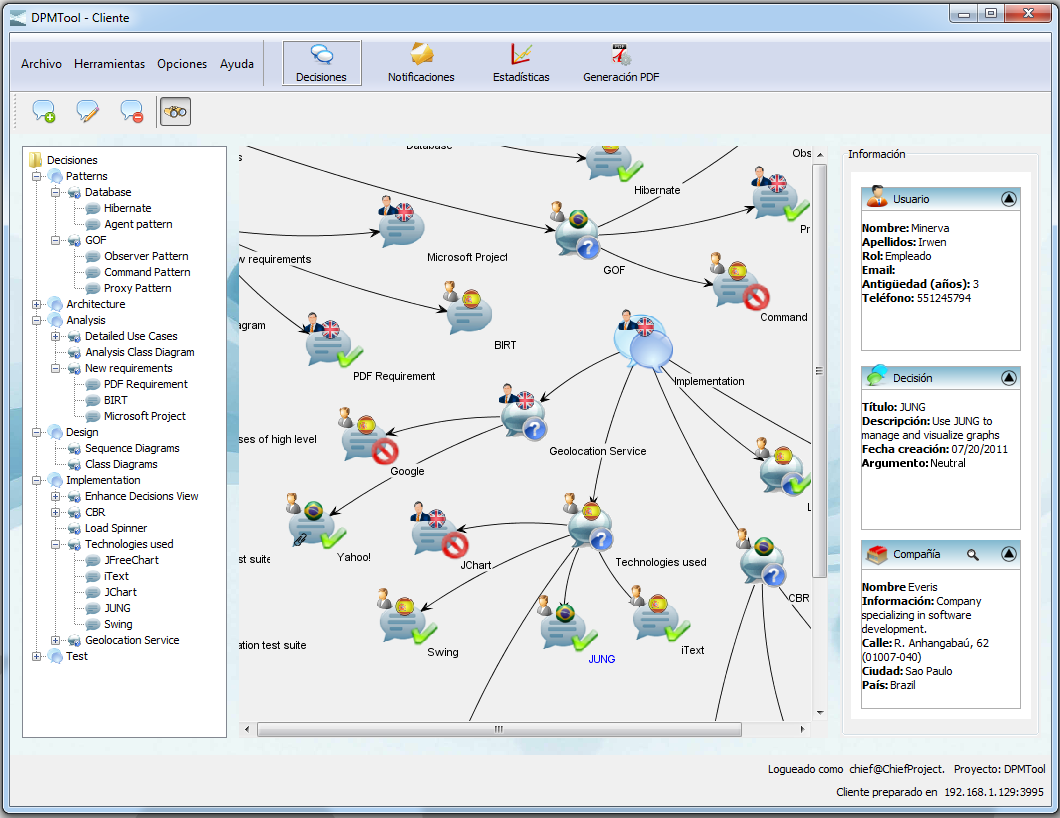 DPMTool - Cliente
Archivo Herramientas Opciones Ayuda
Decisiones
Notificaciones
Estadísticas
Generación PDF
Decisiones
Patterns
Database
Hibernate
Agent pattern
GOF
Observer Pattern
Command Pattern
Proxy Pattern
Architecture
Analysis
Detailed Use Cases
Analysis Class Diagram
New requirements
PDF Requirement
BIRT
Microsoft Project
Design
Sequence Diagrams
Class Diagrams
Implementation
Enhance Decisions View
CBR
Load Spinner
Technologies used
JFreeChart
iText
JChart
JUNG
Swing
Geolocation Service
Test
Database
Obs
s
Hibernate
Pr
w requirements
Microsoft Project
GOF
Command
agram
BIRT
PDF Requirement
Implementation
ses of high level
Geolocation Service
Google
L
st suite
Yahoo!
JChart
Technologies used
CBR
ation test suite
Swing
JUNG
iText
Información
Usuario
Nombre: Minerva
Apellidos: Irwen
Rol: Empleado
Email:
Antigüedad (años): 3
Teléfono: 551245794
Decisión
Título: JUNG
Descripción: Use JUNG to
manage and visualize graphs
Fecha creación: 07/20/2011
Argumento: Neutral
Compañía
Nombre Everis
Información: Company
specializing in software
development.
Calle: R. Anhangabaú, 62
(01007-040)
Ciudad: Sao Paulo
País: Brazil
Logueado como chief@ChiefProject. Proyecto: DPMTool
Cliente preparado en 192.168.1.129:3995